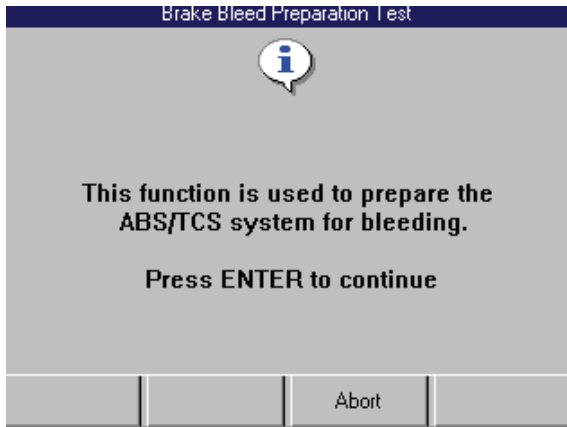 Brake Bleed Preparation Test
i
This function is used to prepare the
ABS/TCS system for bleeding.
Press ENTER to continue
Abort